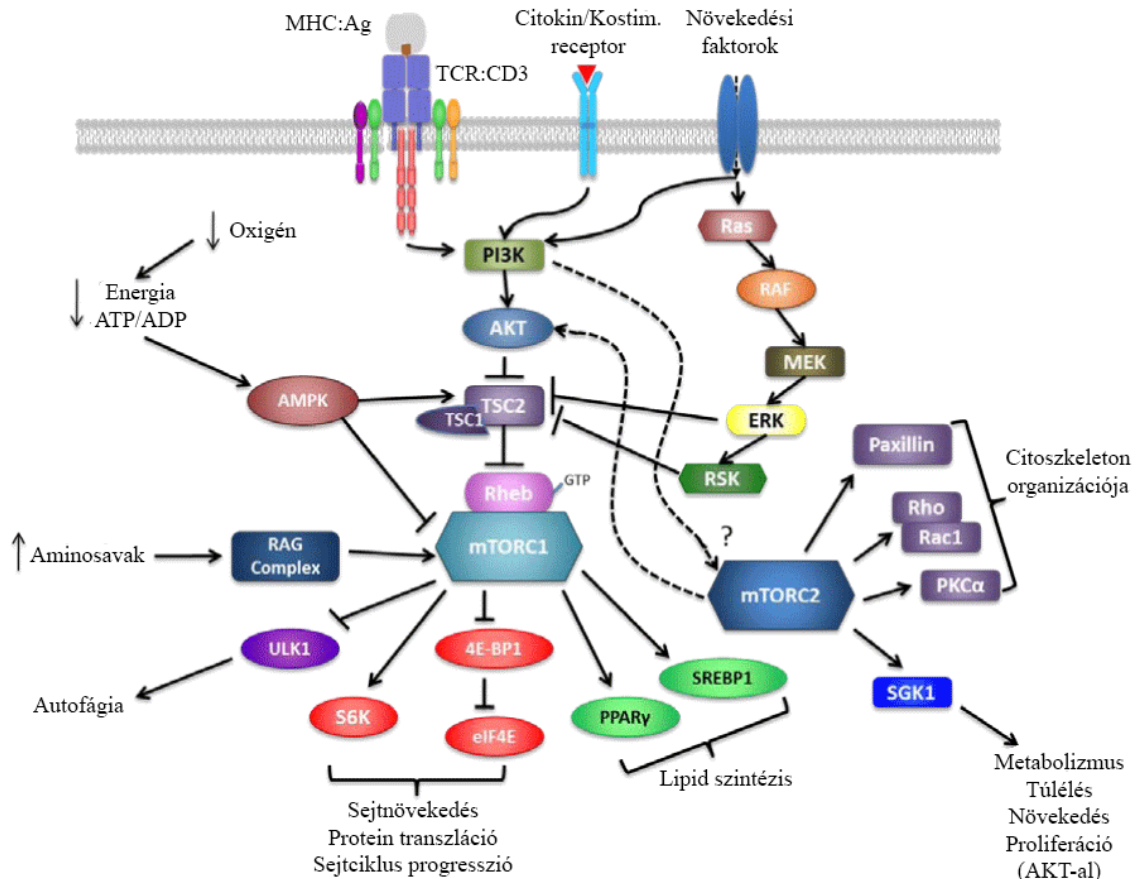 MHC:Ag
Citokin/Kostim.
receptor
Növekedési
faktorok
TCR:CD3
Oxigén
Ras
PI3K
RAF
Energia
ATP/ADP
AKT
MEK
AMPK
TSC2
TSC1
ERK
Paxillin
Citoszkeleton
organizációja
RSK
Rheb
GTP
Rho
Rac1
Aminosavak
RAG
Complex
mTORC1
?
mTORC2
PKCα
ULK1
4E-BP1
SREBP1
SGK1
Autofágia
S6K
eIF4E
PPARγ
Lipid szintézis
Sejtnövekedés
Protein transzláció
Sejtciklus progresszió
Metabolizmus
Túlélés
Növekedés
Proliferáció
(AKT-al)